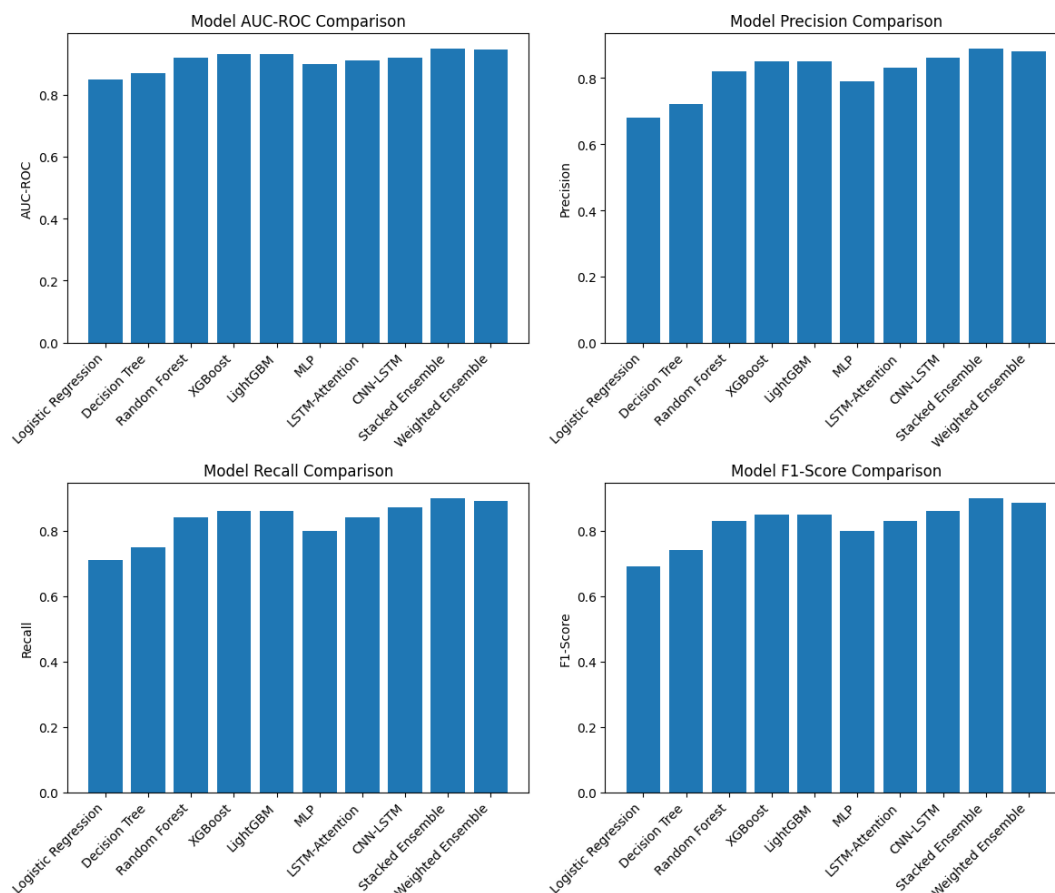 Model AUC-ROC Comparison
AUC-ROC
0.8
0.6
0.4
0.2
0.0
Logistic Regression
Decision Tree
Random Forest
XGBoost
LightGBM
MLP
LSTM-Attention
CNN-LSTM
Stacked Ensemble
Weighted Ensemble
Model Precision Comparison
Precision
0.8
0.6
0.4
0.2
0.0
Logistic Regression
Decision Tree
Random Forest
XGBoost
LightGBM
MLP
LSTM-Attention
CNN-LSTM
Stacked Ensemble
Weighted Ensemble
Model Recall Comparison
Recall
0.8
0.6
0.4
0.2
0.0
Logistic Regression
Decision Tree
Random Forest
XGBoost
LightGBM
MLP
LSTM-Attention
CNN-LSTM
Stacked Ensemble
Weighted Ensemble
Model F1-Score Comparison
F1-Score
0.8
0.6
0.4
0.2
0.0
Logistic Regression
Decision Tree
Random Forest
XGBoost
LightGBM
MLP
LSTM-Attention
CNN-LSTM
Stacked Ensemble
Weighted Ensemble